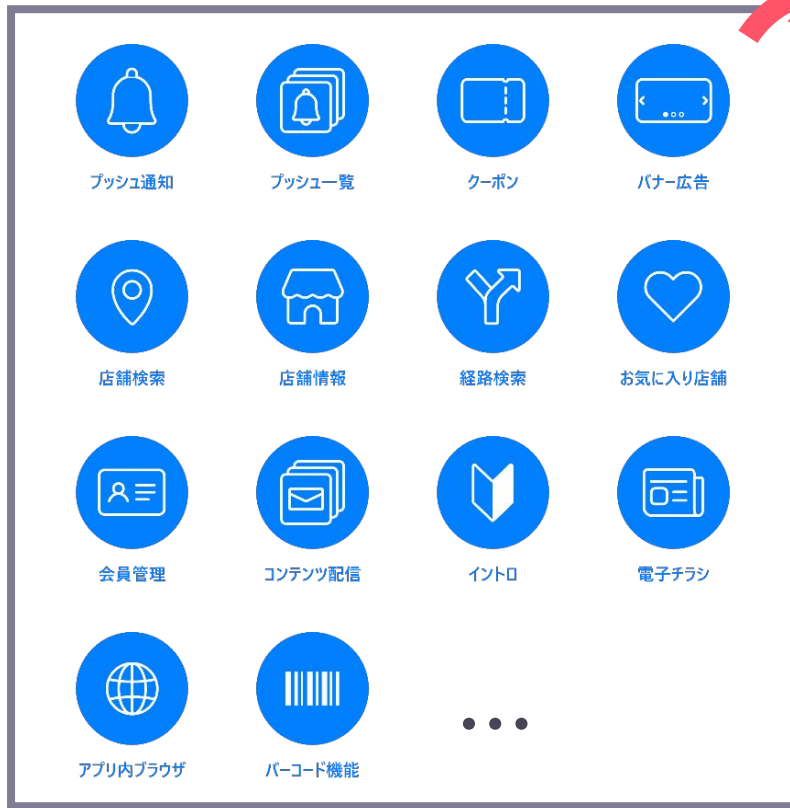 プッシュ通知
プッシュ一覧
クーポン
バナー広告
店舗検索
店舗情報
経路検索
お気に入り店舗
会員管理
コンテンツ配信
イントロ
電子チラシ
アプリ内ブラウザ
バーコード機能
•••